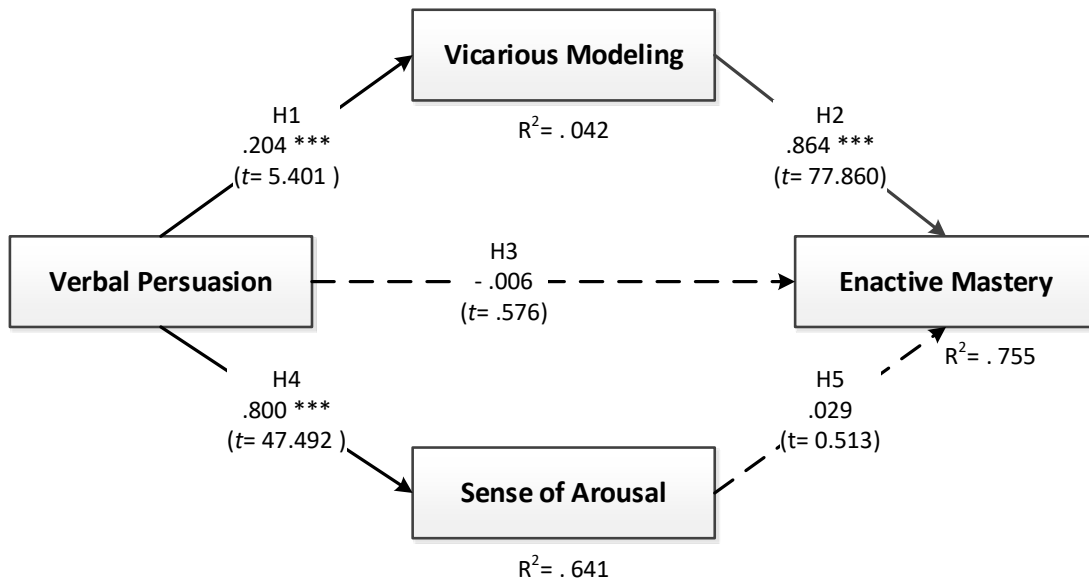 Vicarious Modeling
R²= . 042
H1
.204 ***
(t= 5.401 )
H2
.864 ***
(t= 77.860)
Verbal Persuasion
H3
- .006
(t= .576)
Enactive Mastery
R²= . 755
H4
.800 ***
(t= 47.492 )
H5
.029
(t= 0.513)
Sense of Arousal
R²= . 641